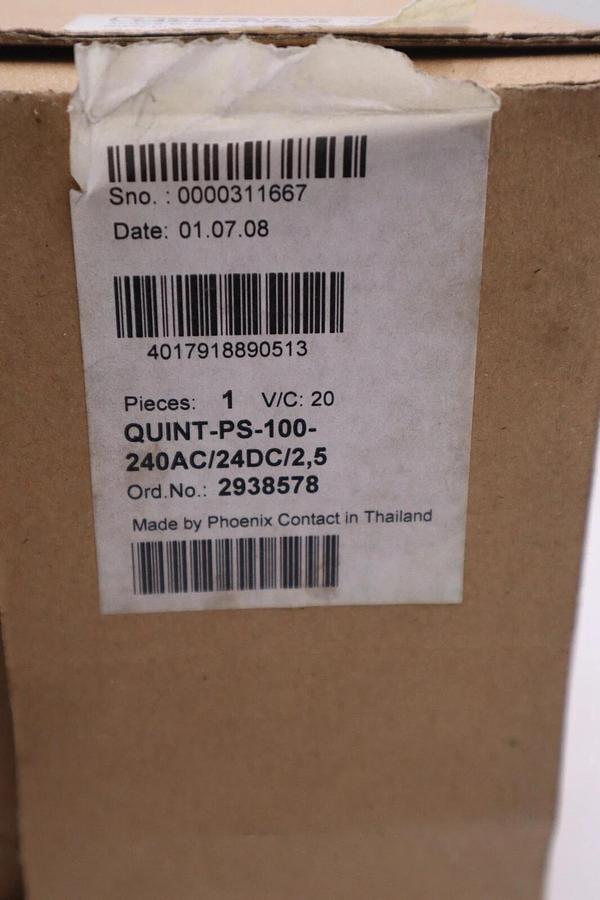 Sno. : 0000311667
Date: 01.07.08
4017918890513
Pieces: 1 V/C: 20
QUINT-PS-100-
240AC/24DC/2,5
Ord.No.: 2938578
Made by Phoenix Contact in Thailand